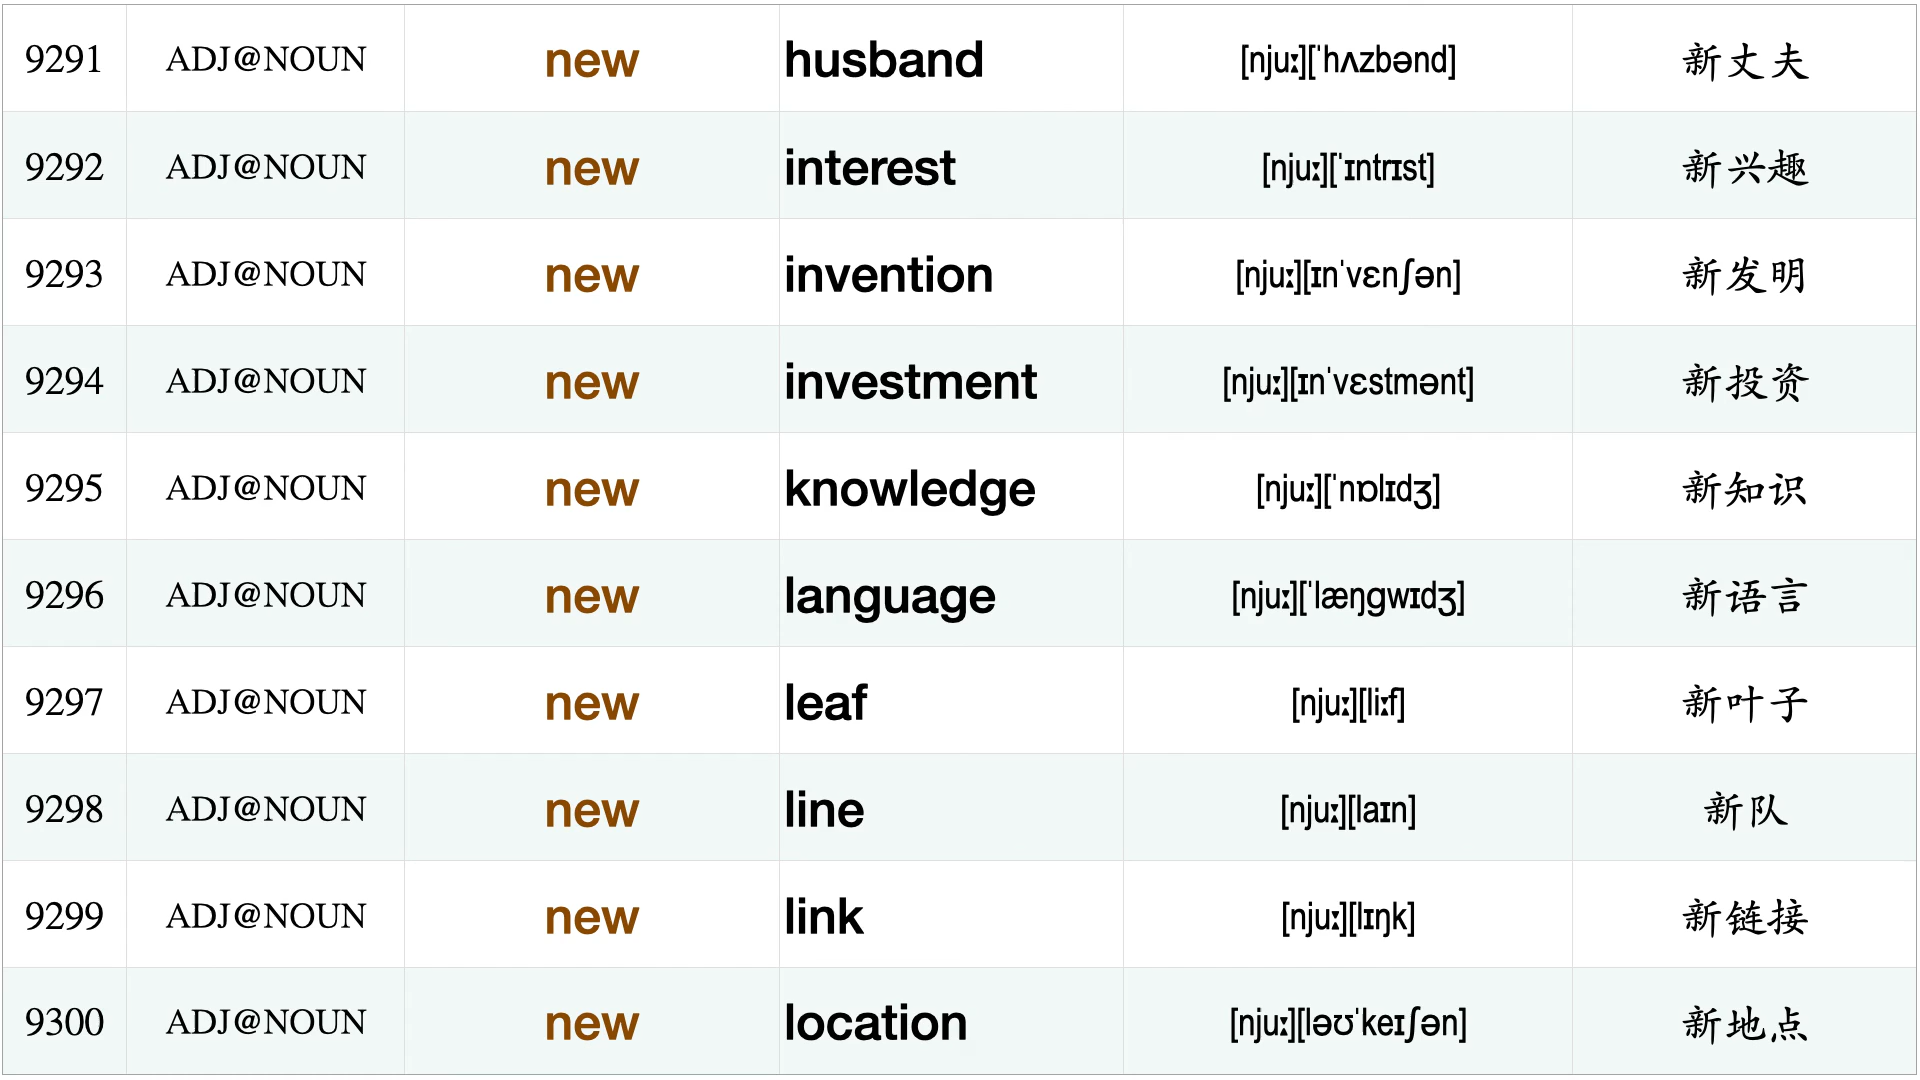 9291 ADJ@NOUN new husband [njuː][ˈhʌzbənd] 新丈夫
9292 ADJ@NOUN new interest [njuː][ˈɪntrɪst] 新兴趣
9293 ADJ@NOUN new invention [njuː][ɪnˈvɛnʃən] 新发明
9294 ADJ@NOUN new investment [njuː][ɪnˈvɛstmənt] 新投资
9295 ADJ@NOUN new knowledge [njuː][ˈnɒlɪdʒ] 新知识
9296 ADJ@NOUN new language [njuː][ˈlæŋgwɪdʒ] 新语言
9297 ADJ@NOUN new leaf [njuː][liːf] 新叶子
9298 ADJ@NOUN new line [njuː][laɪn] 新队
9299 ADJ@NOUN new link [njuː][lɪŋk] 新链接
9300 ADJ@NOUN new location [njuː][ləʊˈkeɪʃən] 新地点